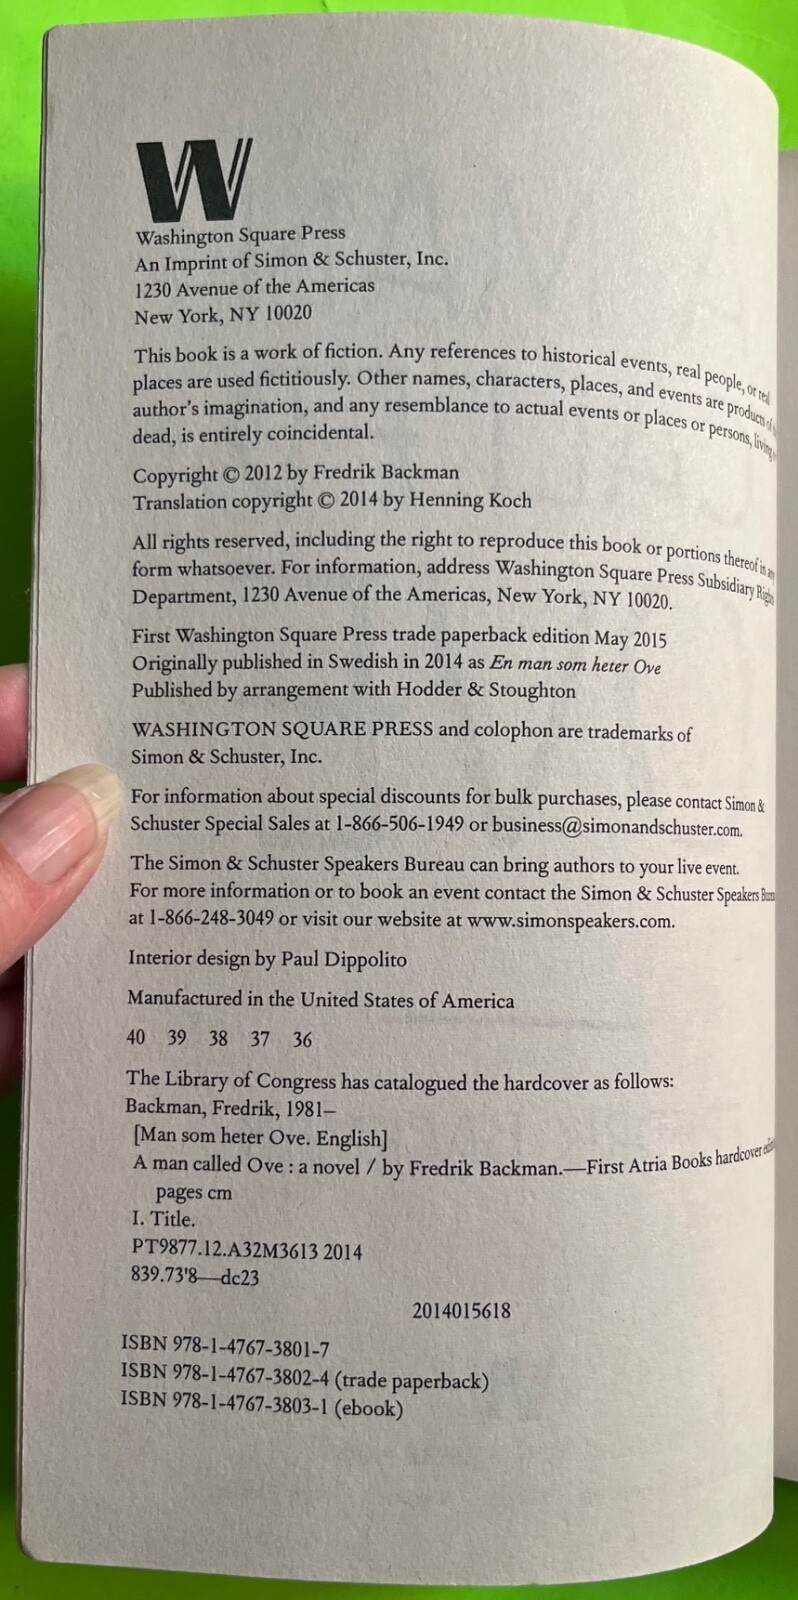 W
Washington Square Press
An Imprint of Simon & Schuster, Inc.
1230 Avenue of the Americas
New York, NY 10020
This book is a work of fiction. Any references to historical events, real people, or real
places are used fictitiously. Other names, characters, places, and events are products of
author's imagination, and any resemblance to actual events or places or persons, living
dead, is entirely coincidental.
Copyright © 2012 by Fredrik Backman
Translation copyright © 2014 by Henning Koch
All rights reserved, including the right to reproduce this book or portions thereof in any
form whatsoever. For information, address Washington Square Press Subsidiary Rights
Department, 1230 Avenue of the Americas, New York, NY 10020.
First Washington Square Press trade paperback edition May 2015
Originally published in Swedish in 2014 as En man som heter Ove
Published by arrangement with Hodder & Stoughton
WASHINGTON SQUARE PRESS and colophon are trademarks of
Simon & Schuster, Inc.
For information about special discounts for bulk purchases, please contact Simon &
Schuster Special Sales at 1-866-506-1949 or business@simonandschuster.com.
The Simon & Schuster Speakers Bureau can bring authors to your live event.
For more information or to book an event contact the Simon & Schuster Speakers Bureau
at 1-866-248-3049 or visit our website at www.simonspeakers.com.
Interior design by Paul Dippolito
Manufactured in the United States of America
40 39 38 37 36
The Library of Congress has catalogued the hardcover as follows:
Backman, Fredrik, 1981–
[Man som heter Ove. English]
A man called Ove : a novel / by Fredrik Backman.—First Atria Books hardcover
pages cm
I. Title.
PT9877.12.A32M3613 2014
839.73'8—dc23
2014015618
ISBN 978-1-4767-3801-7
ISBN 978-1-4767-3802-4 (trade paperback)
ISBN 978-1-4767-3803-1 (ebook)